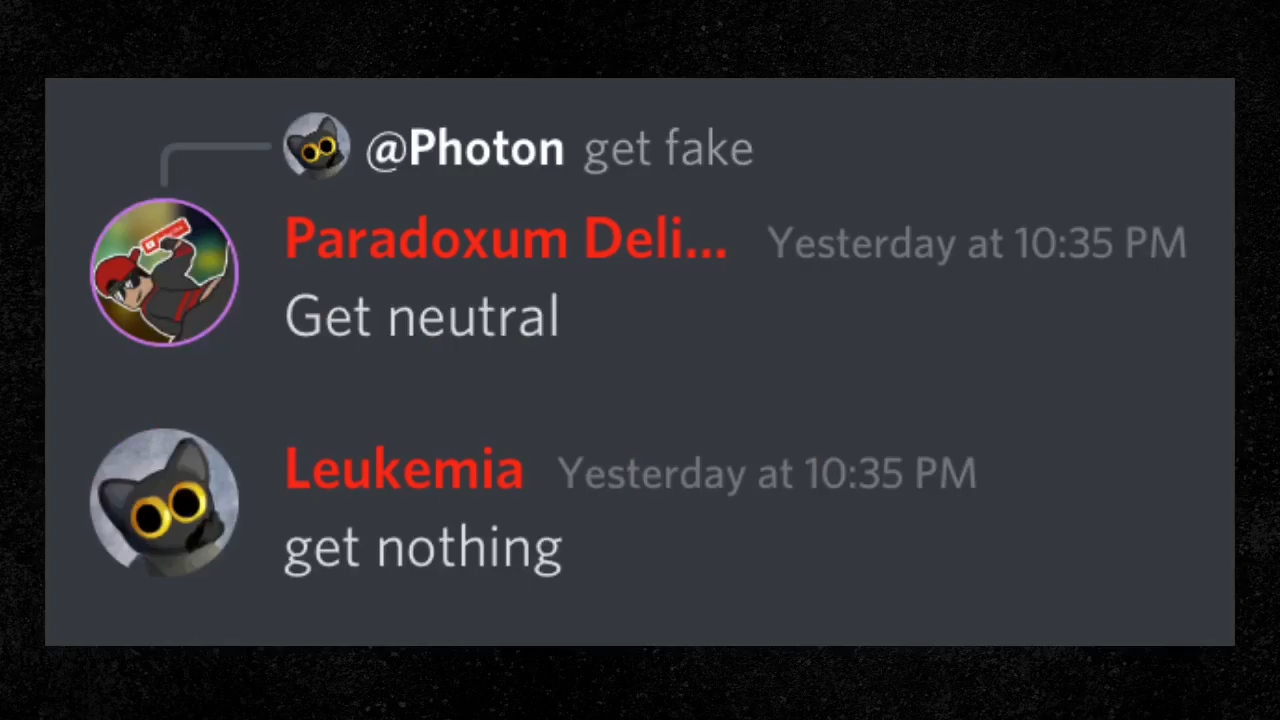 @Photon get fake
Paradoxum Deli... Yesterday at 10:35 PM
Get neutral
Leukemia Yesterday at 10:35 PM
get nothing